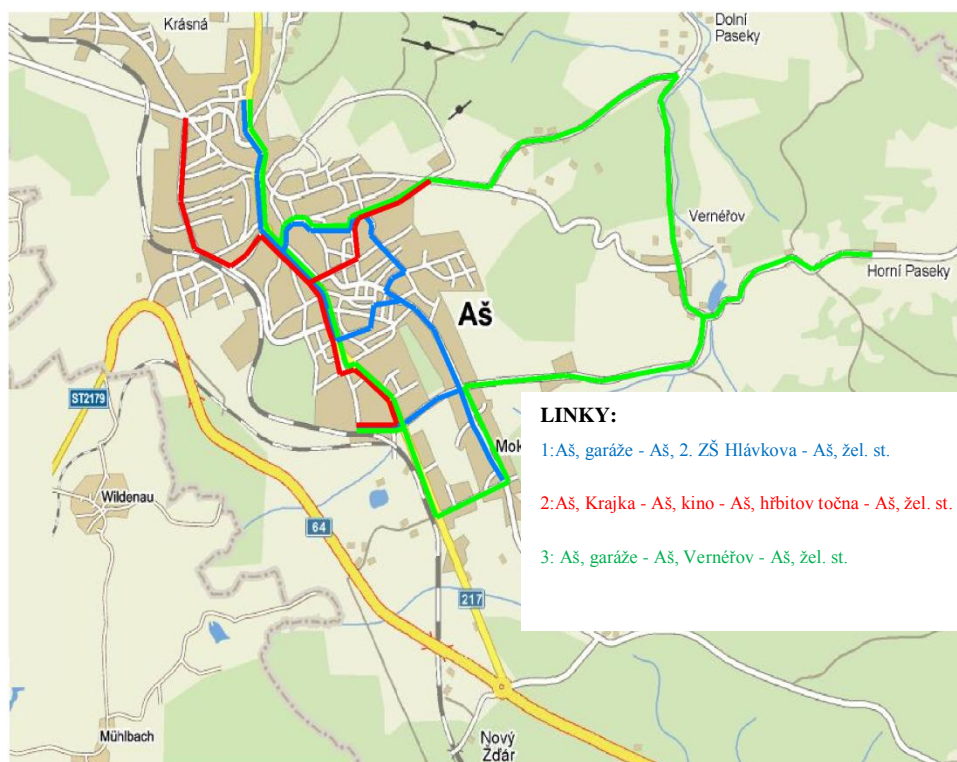 Krásná
Dolní
Paseky
Vernéřov
Horní Paseky
Aš
ST2179
LINKY:
1:Aš, garáže - Aš, 2. ZŠ Hlávkova - Aš, žel. st.
Mok
2:Aš, Krajka - Aš, kino - Aš, hřbitov točna - Aš, žel. st.
Wildenau
64
3: Aš, garáže - Aš, Vernéřov - Aš, žel. st.
217
Mühlbach
Nový
Žďár